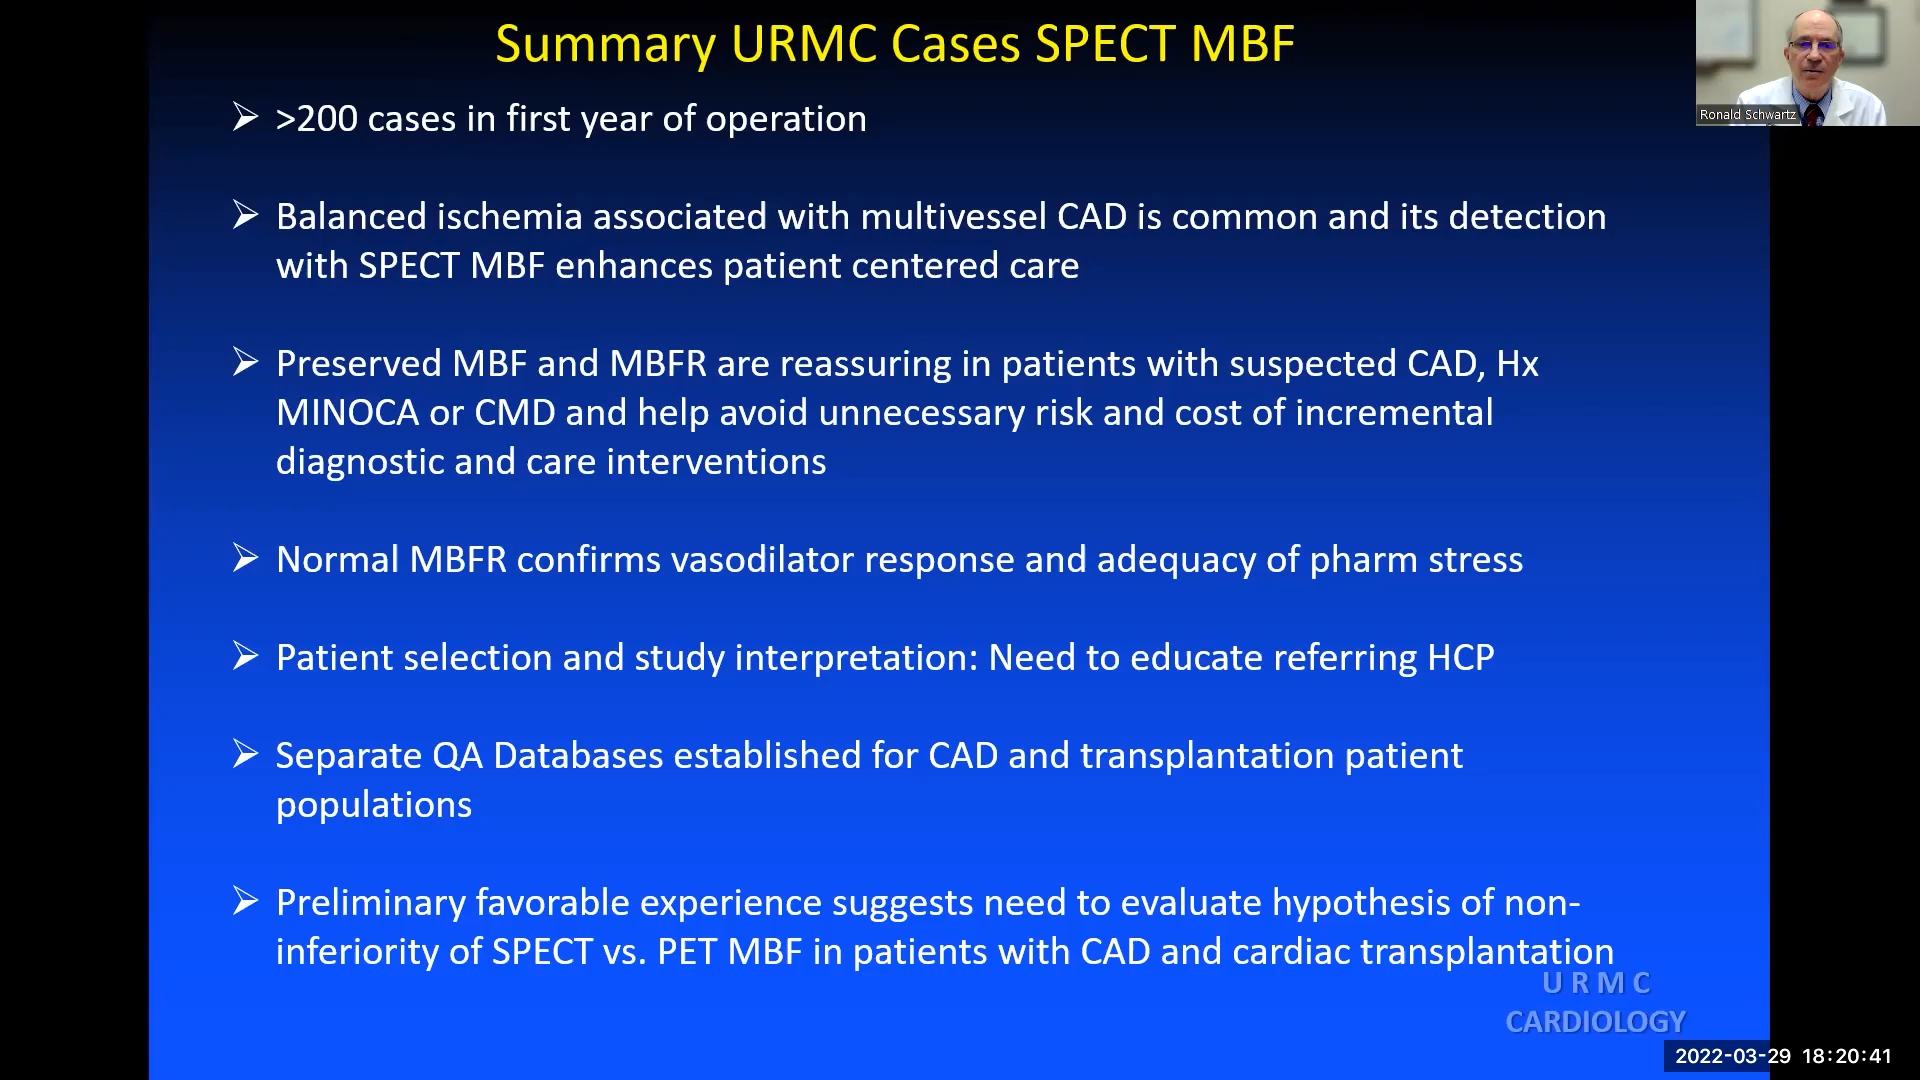 Summary URMC Cases SPECT MBF
Ronald Schwartz
>200 cases in first year of operation
Balanced ischemia associated with multivessel CAD is common and its detection
with SPECT MBF enhances patient centered care
Preserved MBF and MBFR are reassuring in patients with suspected CAD, Hx
MINOCA or CMD and help avoid unnecessary risk and cost of incremental
diagnostic and care interventions
Normal MBFR confirms vasodilator response and adequacy of pharm stress
Patient selection and study interpretation: Need to educate referring HCP
Separate QA Databases established for CAD and transplantation patient
populations
Preliminary favorable experience suggests need to evaluate hypothesis of non-
inferiority of SPECT vs. PET MBF in patients with CAD and cardiac transplantation
U R M C
CARDIOLOGY
2022-03-29 18:20:41